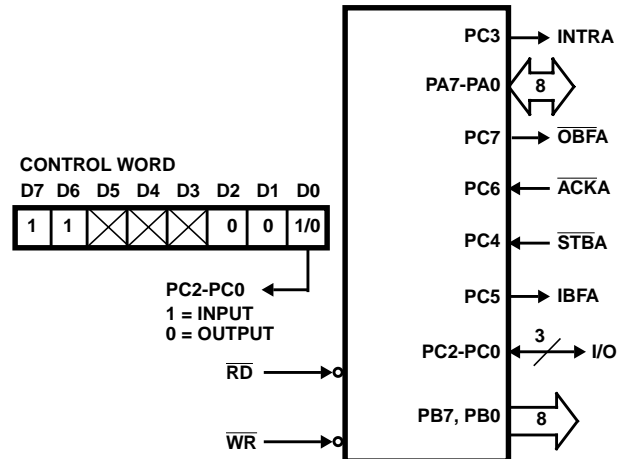 PC3 INTRA
PA7-PA0 8
PC7 OBFA
CONTROL WORD
D7 D6 D5 D4 D3 D2 D1 D0
1 1 0 0 1/0
PC6 ACKA
PC4 STBA
PC2-PC0
1 = INPUT
0 = OUTPUT
PC5 IBFA
PC2-PC0 3 I/O
RD
PB7, PB0 8
WR